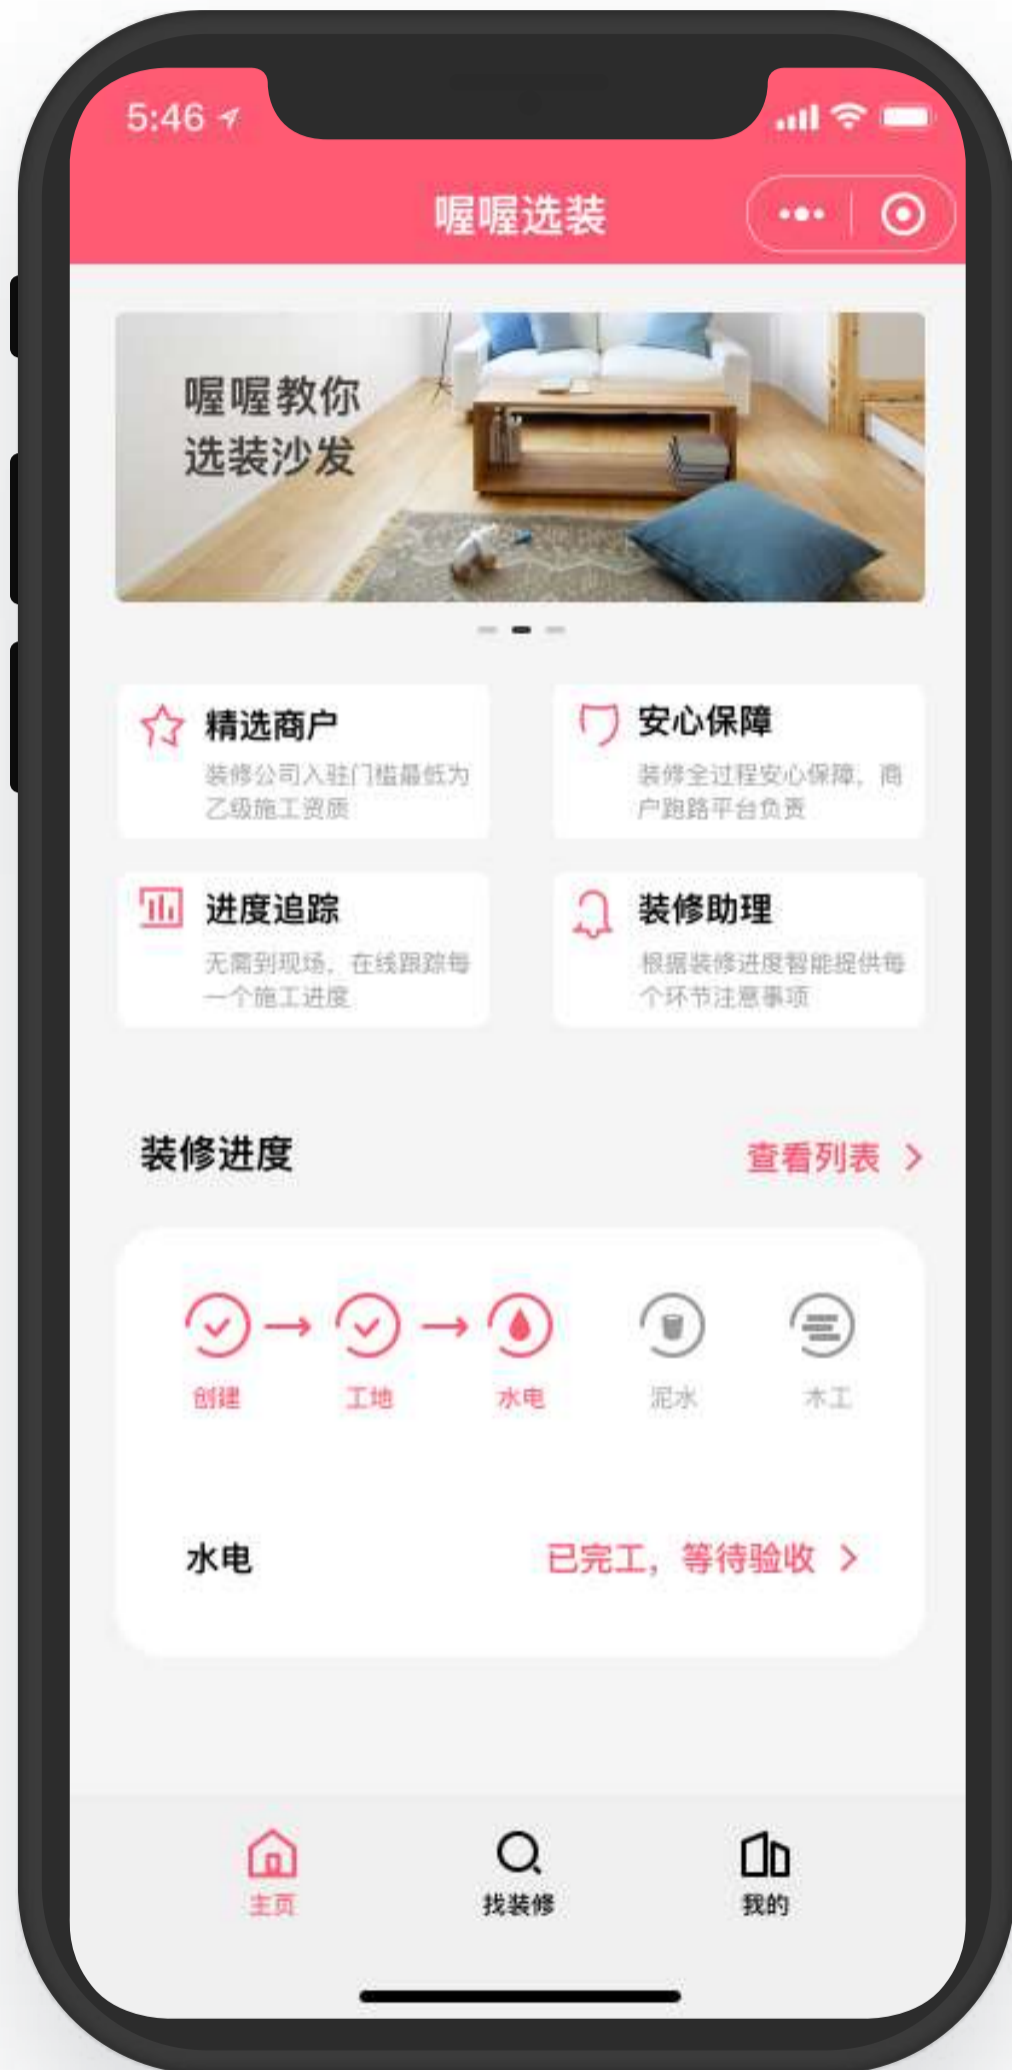 5:46
喔喔选装
喔喔教你
选装沙发
精选商户
装修公司入驻门槛最低为
乙级施工资质
安心保障
装修全过程安心保障，商
户跑路平台负责
进度追踪
无需到现场，在线跟踪每
一个施工进度
装修助理
根据装修进度智能提供每
个环节注意事项
装修进度
查看列表
创建
工地
水电
泥水
木工
水电
已完工，等待验收
主页
找装修
我的